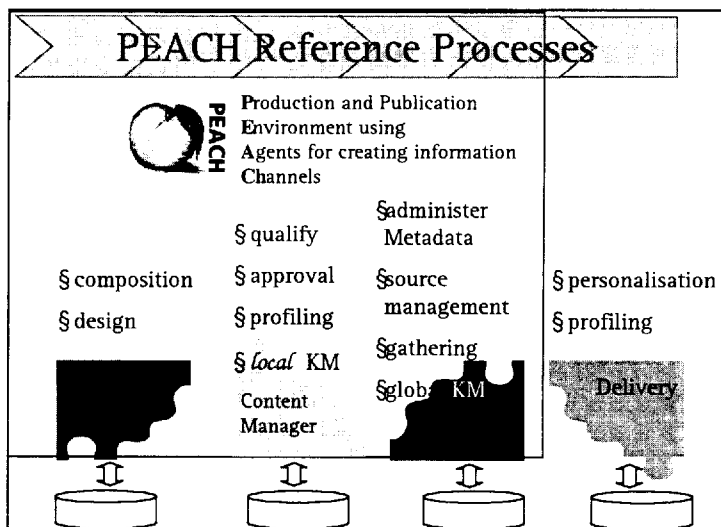 PEACH Reference Processes
PEACH
Production and Publication
Environment using
Agents for creating information
Channels
§ composition
§ design
§ qualify
§ approval
§ profiling
§ local KM
Content
Manager
§administer
Metadata
§source
management
§gathering
§global KM
§ personalisation
§ profiling
Delivery